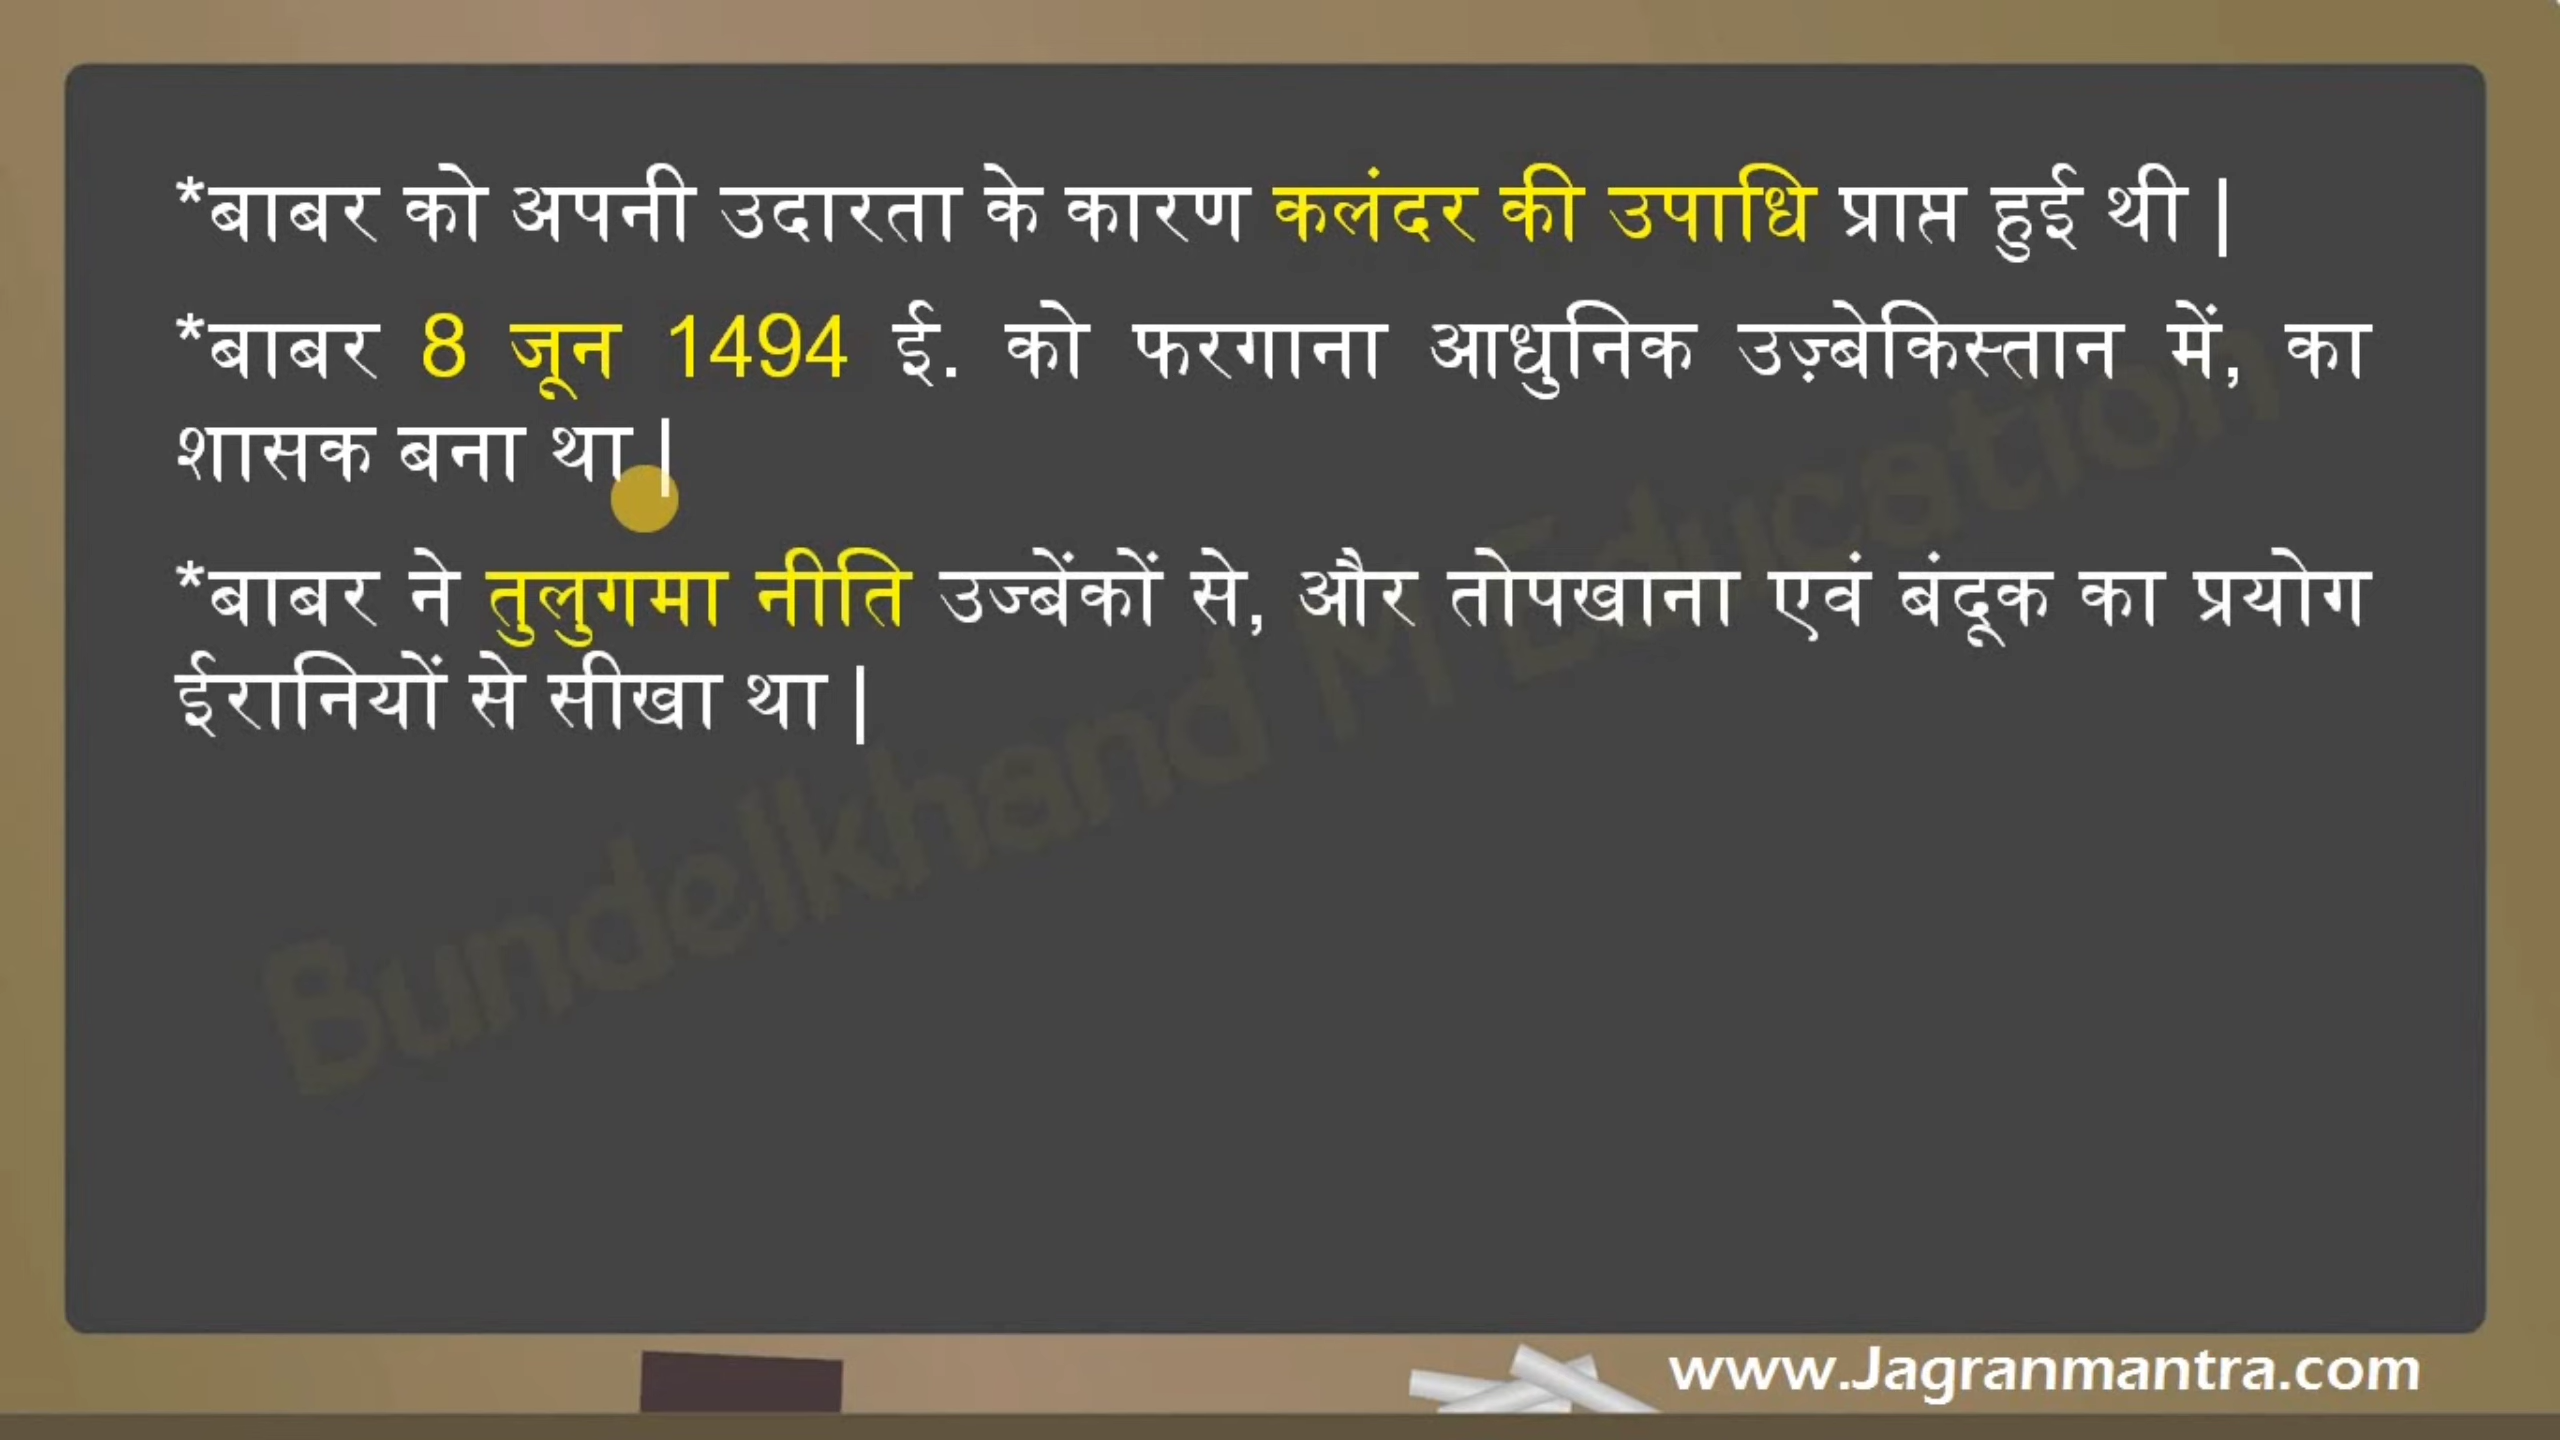 *बाबर को अपनी उदारता के कारण कलंदर की उपाधि प्राप्त हुई थी |
*बाबर 8 जून 1494 ई. को फरगाना आधुनिक उज़्बेकिस्तान में, का
शासक बना था |
*बाबर ने तुलुगमा नीति उज्बेंकों से, और तोपखाना एवं बंदूक का प्रयोग
ईरानियों से सीखा था |
Bundelkhand M Education
www.Jagranmantra.com